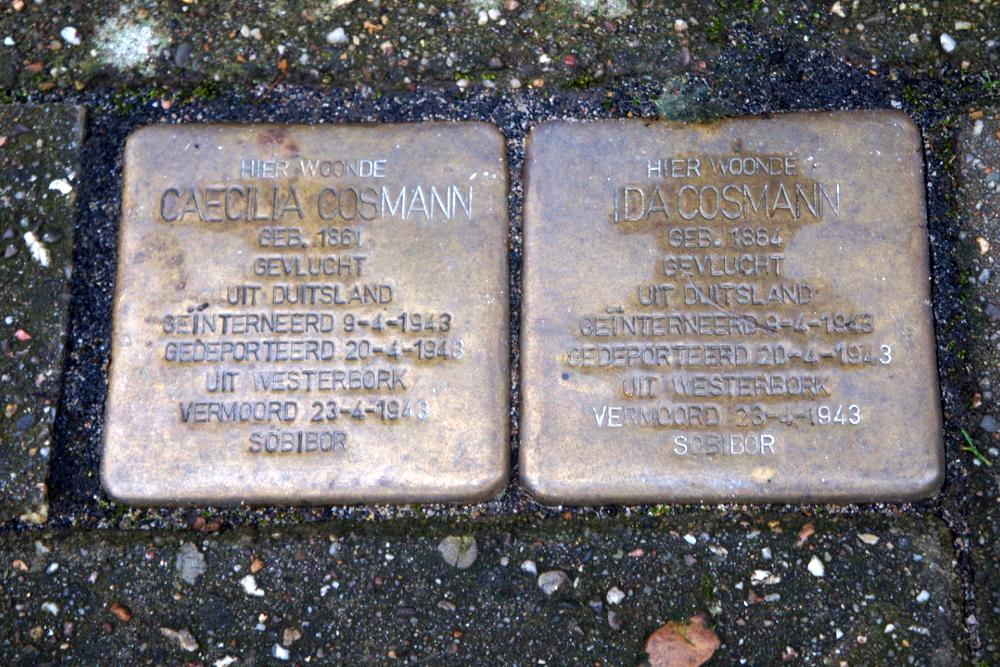 HIER WOONDE
CAECILIA COSMANN
GEB. 1861
GEVLUCHT
UIT DUITSLAND
GEÏNTERNEERD 9-4-1943
GEDEPORTEERD 20-4-1943
UIT WESTERBORK
VERMOORD 23-4-1943
SOBIBOR
HIER WOONDE
IDA COSMANN
GEB. 1864
GEVLUCHT
UIT DUITSLAND
GEÏNTERNEERD 9-4-1943
GEDEPORTEERD 20-4-1943
UIT WESTERBORK
VERMOORD 23-4-1943
SOBIBOR